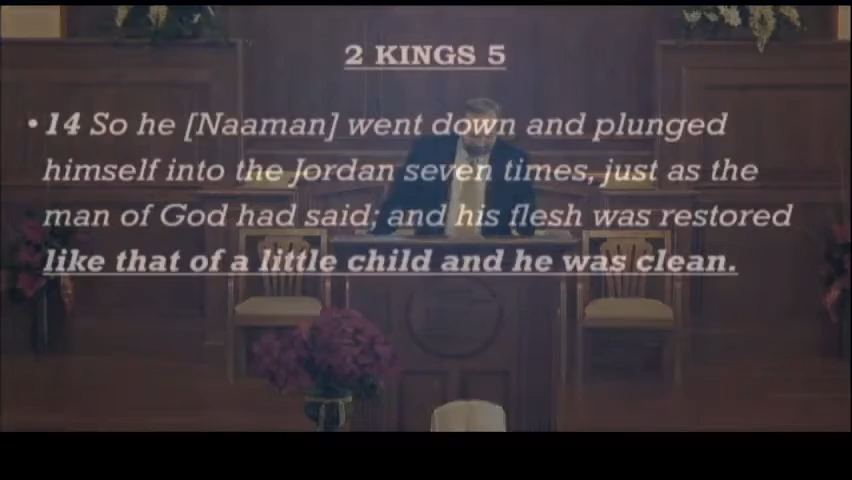 2 KINGS 5
• 14 So he [Naaman] went down and plunged
himself into the Jordan seven times, just as the
man of God had said; and his flesh was restored
like that of a little child and he was clean.